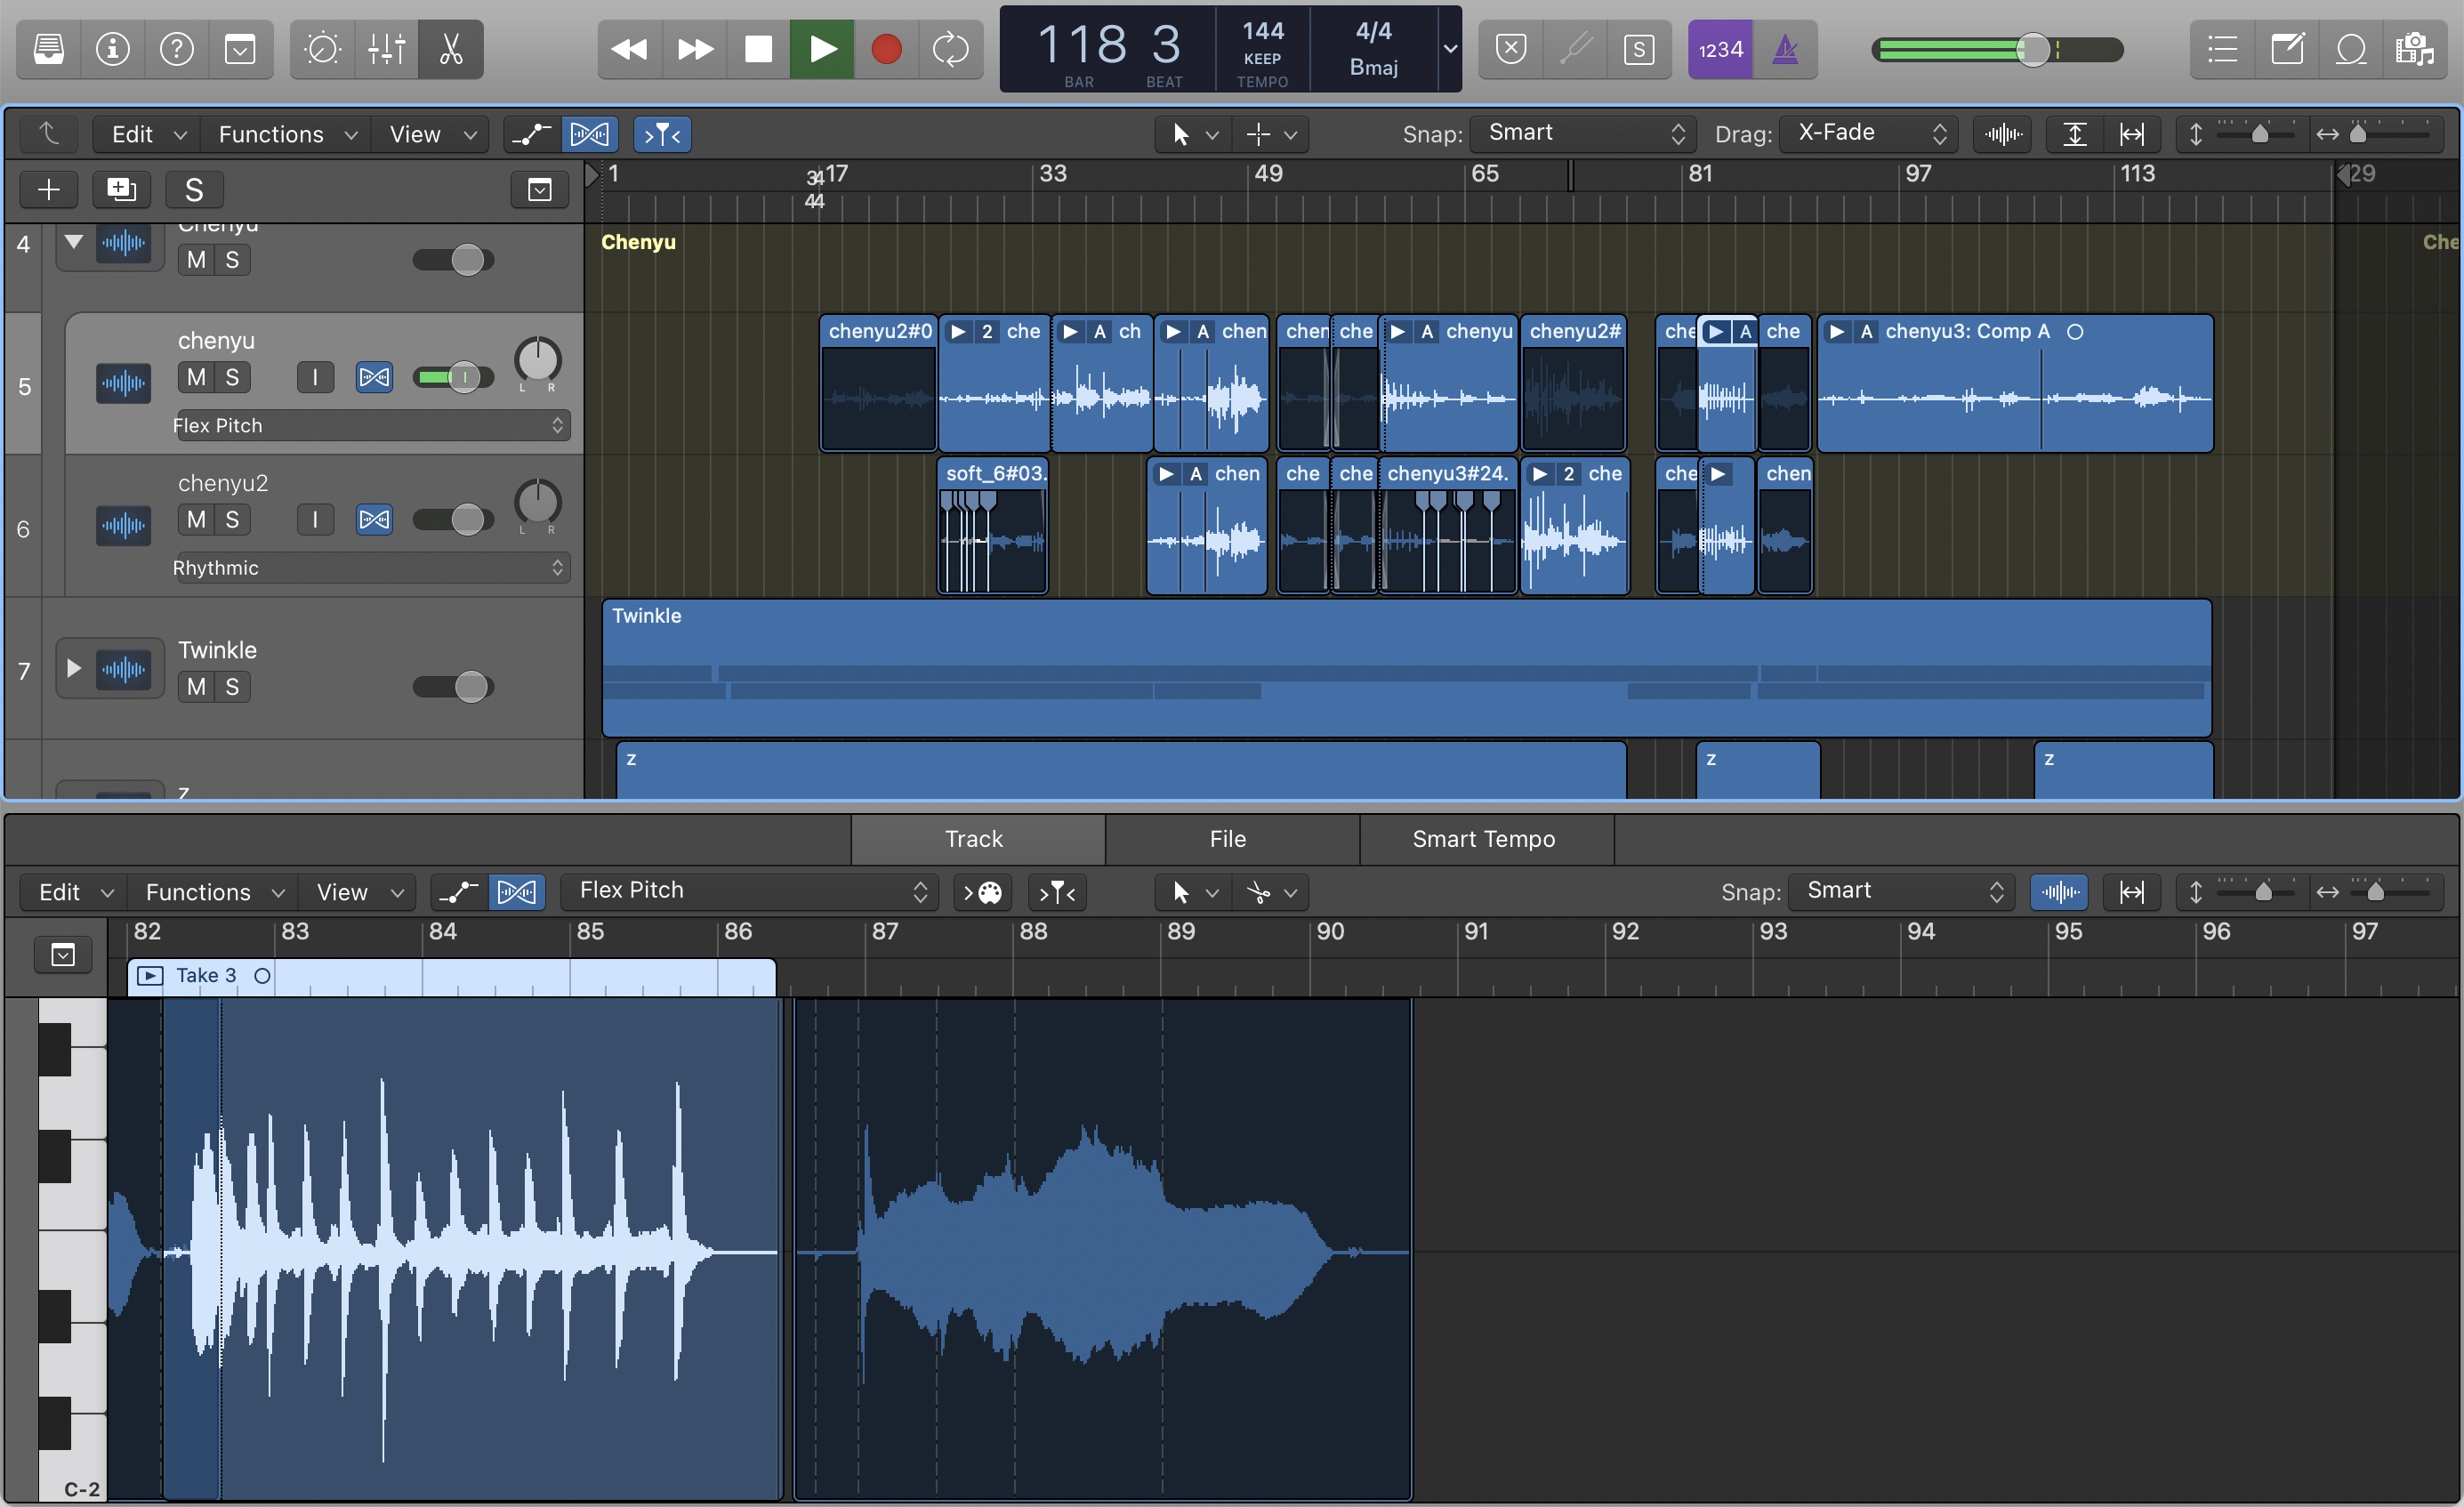 118 3 144 4/4 1234
KEEP Bmaj
BAR BEAT TEMPO
S
Edit Functions View Snap: Smart Drag: X-Fade
S 1 17 33 49 65 81 97 113 29
4 Chenyu Chenyu Che
M S
chenyu chenyu2#0 2 che A ch A chen chen che A chenyu chenyu2# che A che A chenyu3: Comp A
5 M S I L R
Flex Pitch
chenyu2 soft_6#03. A chen che che chenyu3#24. 2 che che chen
6 M S I L R
Rhythmic
Twinkle
7 Twinkle
M S
z z z
z
Track File Smart Tempo
Edit Functions View Flex Pitch Snap: Smart
82 83 84 85 86 87 88 89 90 91 92 93 94 95 96 97
Take 3
C-2